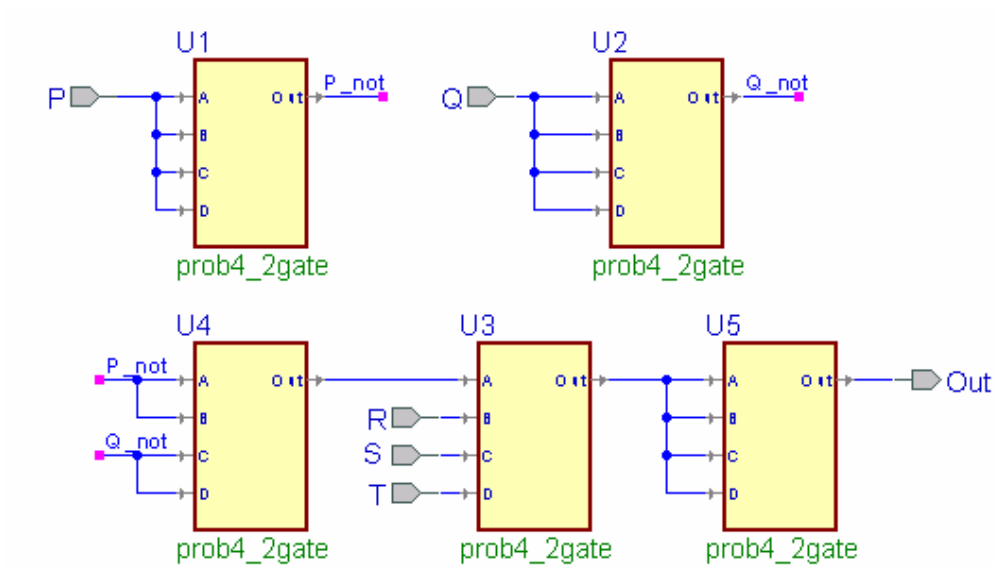 U1 U2
P A Out P_not Q A Out Q_not
B B
C C
D D
prob4_2gate prob4_2gate
U4 U3 U5
P_not A Out A Out A Out Out
B R B B
Q_not C S C C
D T D D
prob4_2gate prob4_2gate prob4_2gate